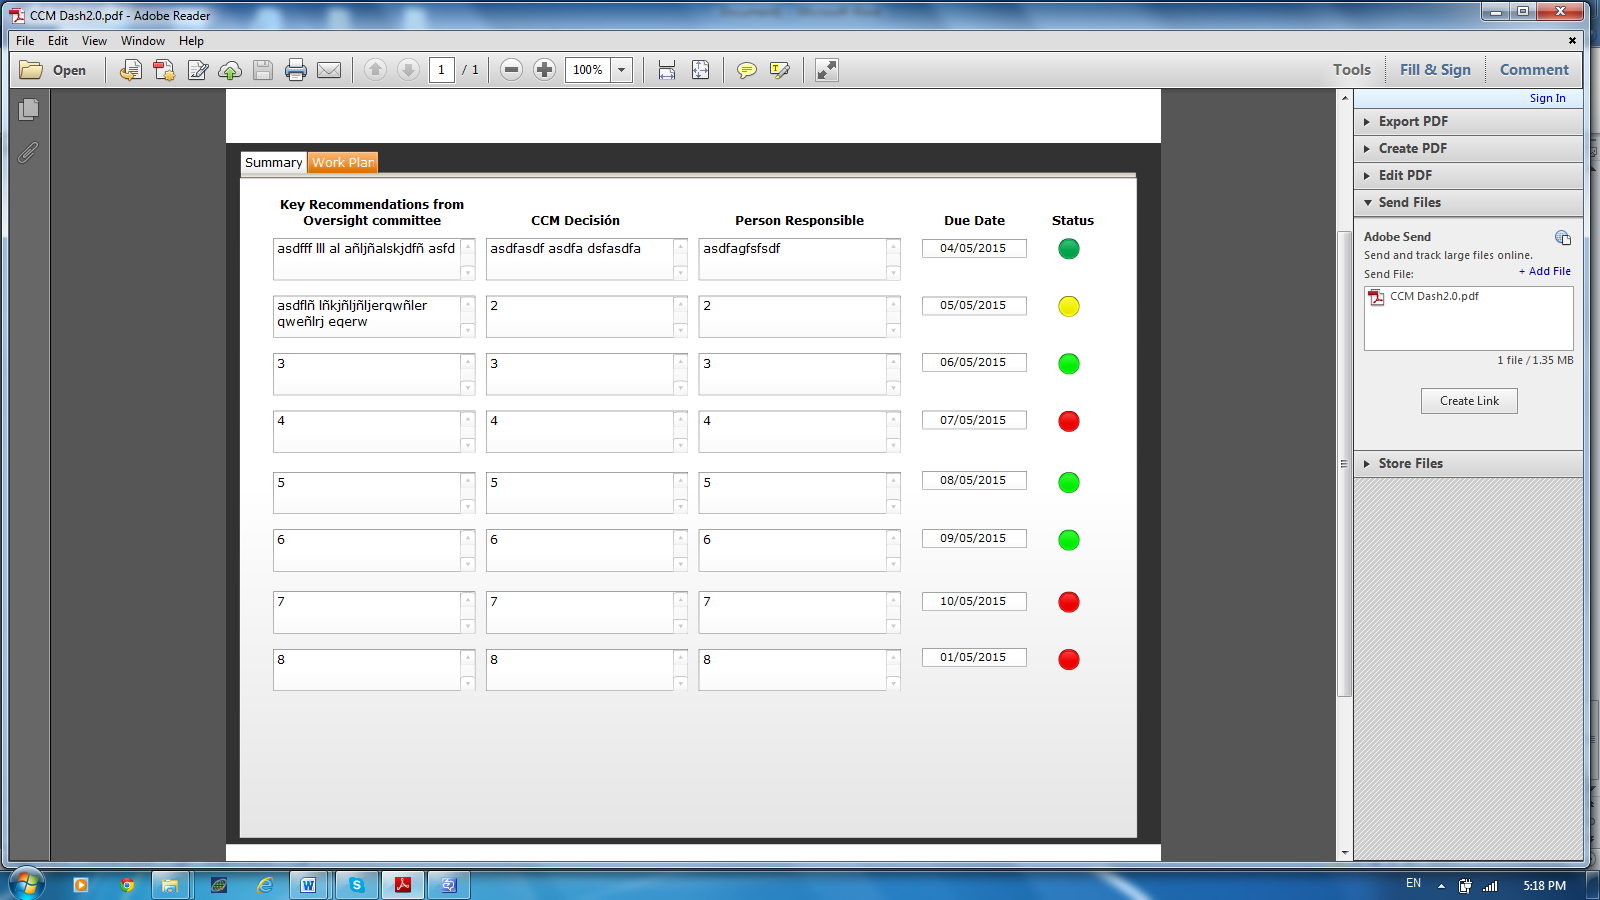 CCM Dash2.0.pdf - Adobe Reader
File Edit View Window Help
Open 1 / 1 100% Tools Fill & Sign Comment
Sign In
Export PDF
Create PDF
Edit PDF
Send Files
Adobe Send
Send and track large files online.
Send File: + Add File
CCM Dash2.0.pdf
1 file / 1.35 MB
Create Link
Store Files
Summary Work Plan
Key Recommendations from
Oversight committee CCM Decisión Person Responsible Due Date Status
asdfff lll al añljñalskjdfñ asfd asdfasdf asdfa dsfasdfa asdfagfsfsdf 04/05/2015
asdflñ lñkjñljñljerqwñler 2 2 05/05/2015
qweñlrj eqerw
3 3 3 06/05/2015
4 4 4 07/05/2015
5 5 5 08/05/2015
6 6 6 09/05/2015
7 7 7 10/05/2015
8 8 8 01/05/2015
EN 5:18 PM